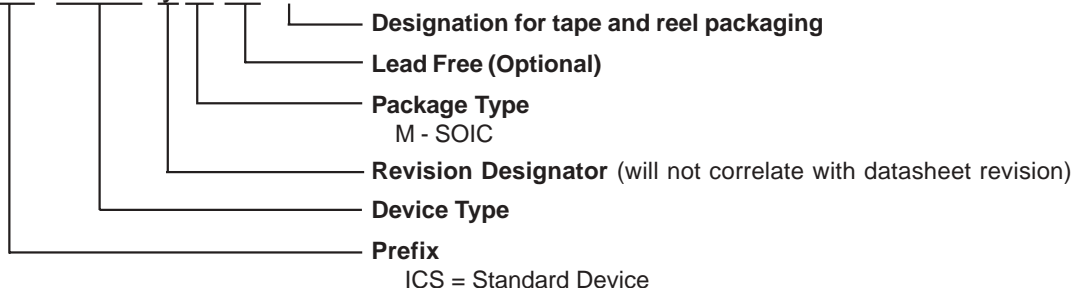 Designation for tape and reel packaging
Lead Free (Optional)
Package Type
M - SOIC
Revision Designator (will not correlate with datasheet revision)
Device Type
Prefix
ICS = Standard Device